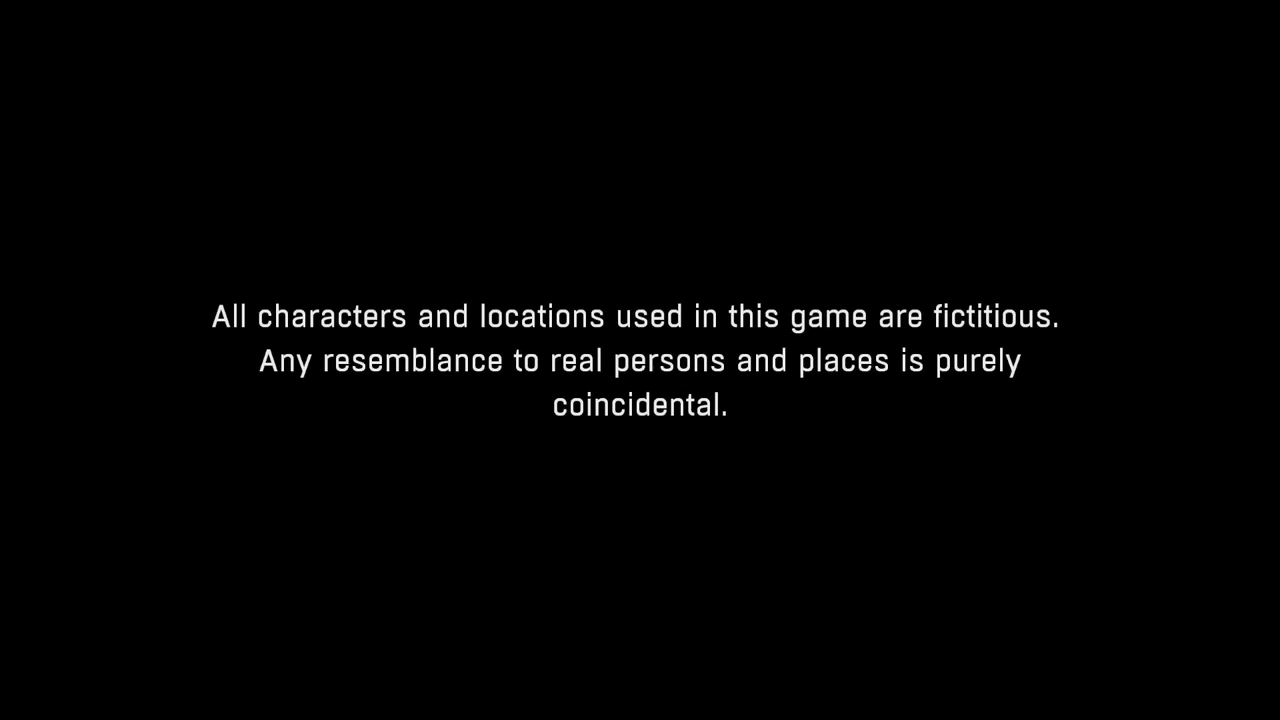 All characters and locations used in this game are fictitious.
Any resemblance to real persons and places is purely
coincidental.